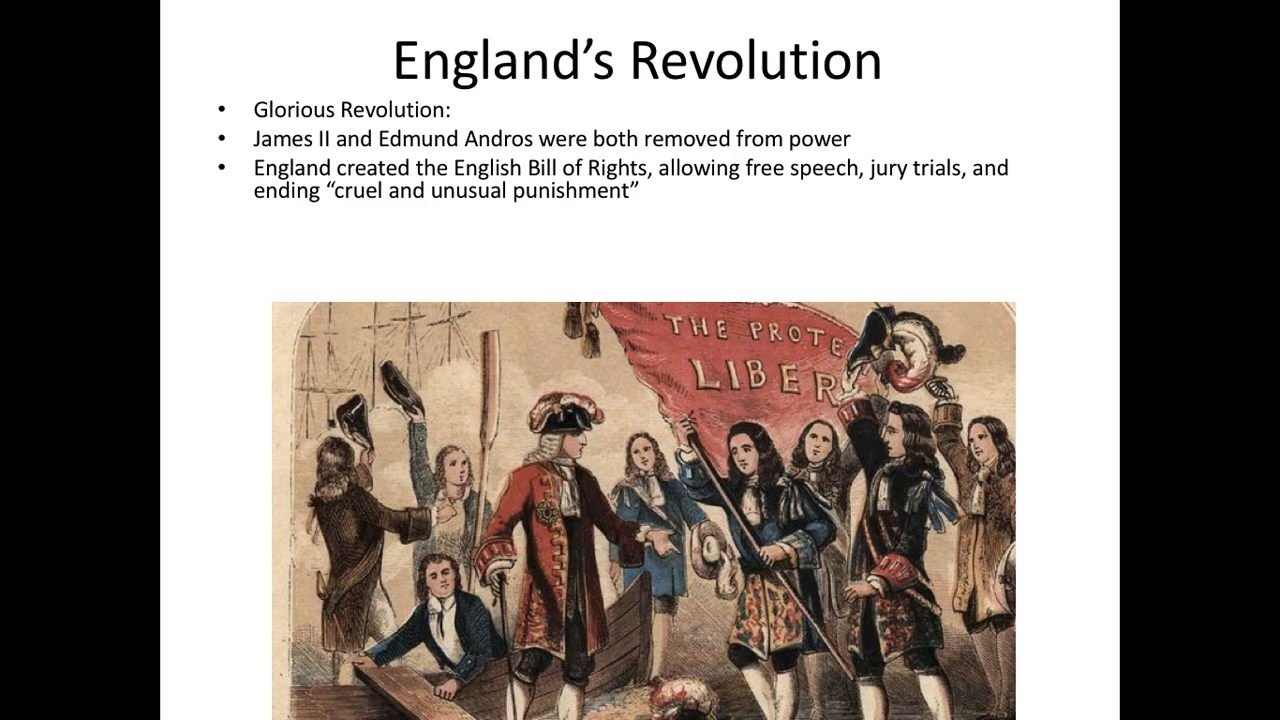 England’s Revolution
• Glorious Revolution:
• James II and Edmund Andros were both removed from power
• England created the English Bill of Rights, allowing free speech, jury trials, and
ending “cruel and unusual punishment”
THE PROTE
LIBER